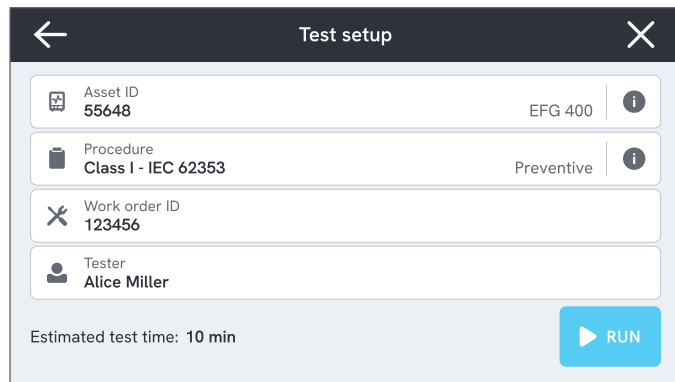 Test setup
Asset ID
55648
EFG 400
Procedure
Class I - IEC 62353
Preventive
Work order ID
123456
Tester
Alice Miller
Estimated test time: 10 min
RUN